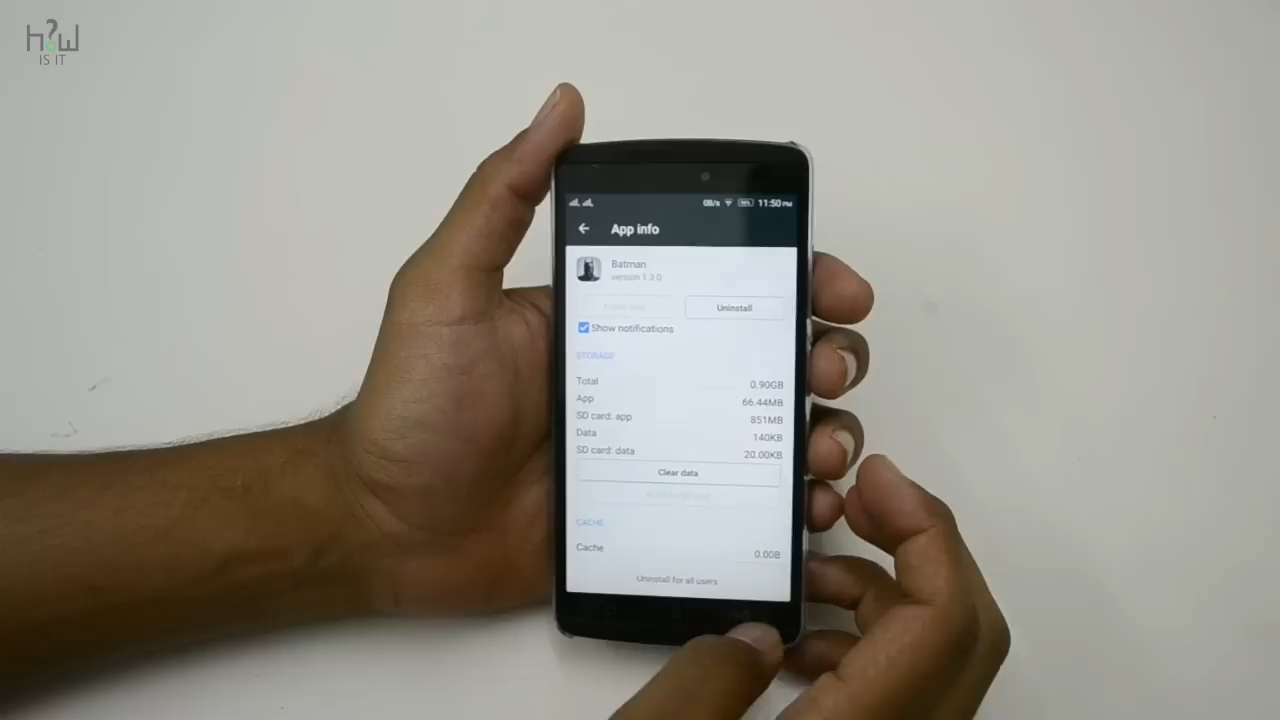 h?w
IS IT
0B/s 11:50 PM
App info
Batman
version 1.3.0
Uninstall
Show notifications
STORAGE
Total 0.90GB
App 66.44MB
SD card: app 851MB
Data 140KB
SD card: data 20.00KB
Clear data
CACHE
Cache 0.00B
Uninstall for all users